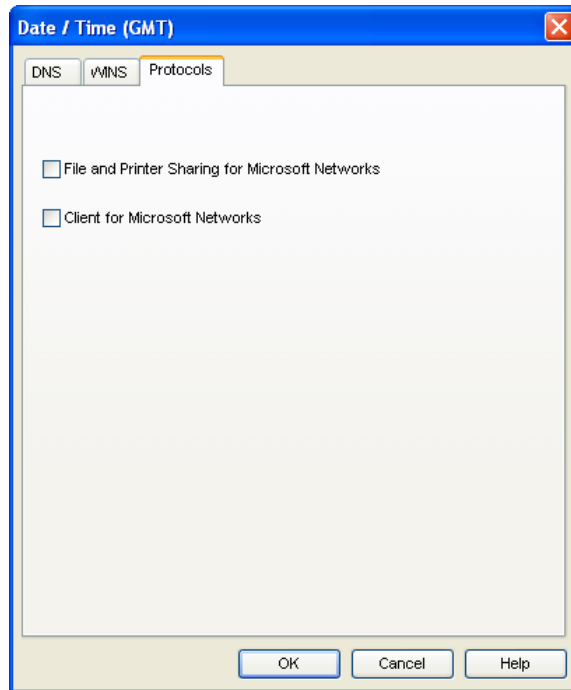 Date / Time (GMT)
DNS WINS Protocols
File and Printer Sharing for Microsoft Networks
Client for Microsoft Networks
OK Cancel Help